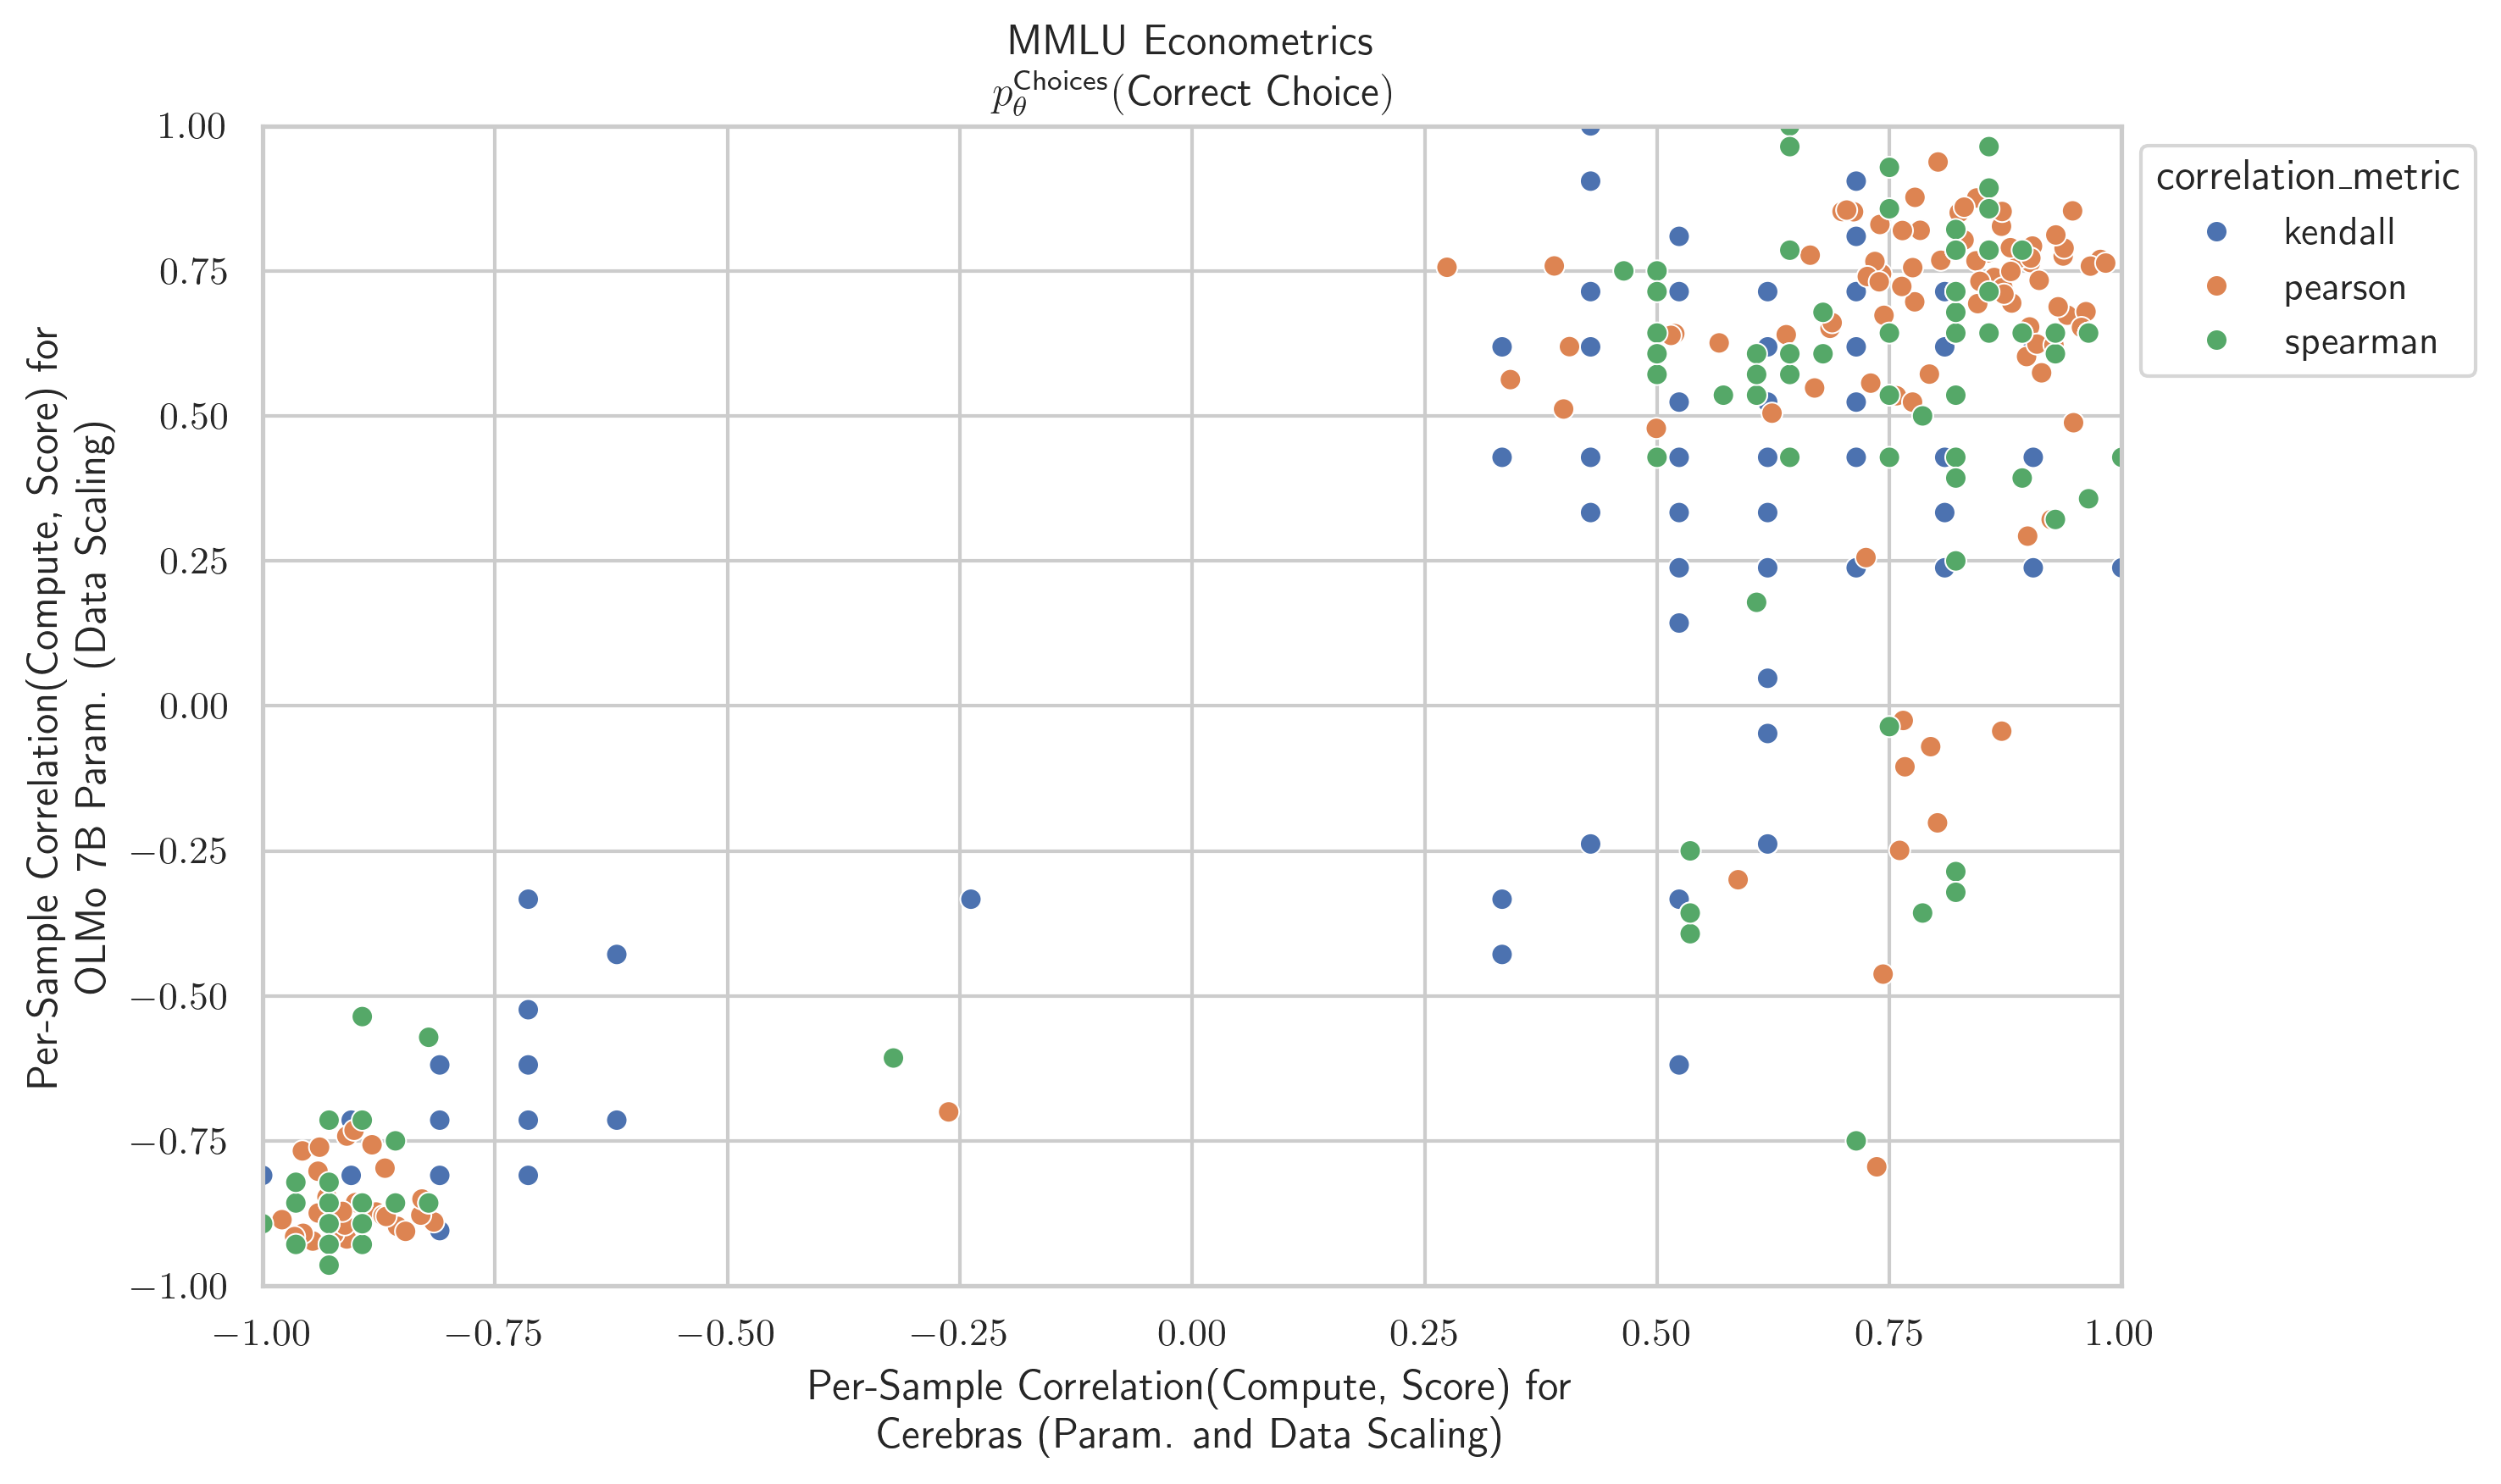 MMLU Econometrics
p_θ^Choices(Correct Choice)
1.00
0.75
0.50
0.25
0.00
−0.25
−0.50
−0.75
−1.00
Per-Sample Correlation(Compute, Score) for
OLMo 7B Param. (Data Scaling)
−1.00 −0.75 −0.50 −0.25 0.00 0.25 0.50 0.75 1.00
Per-Sample Correlation(Compute, Score) for
Cerebras (Param. and Data Scaling)
correlation_metric
kendall
pearson
spearman